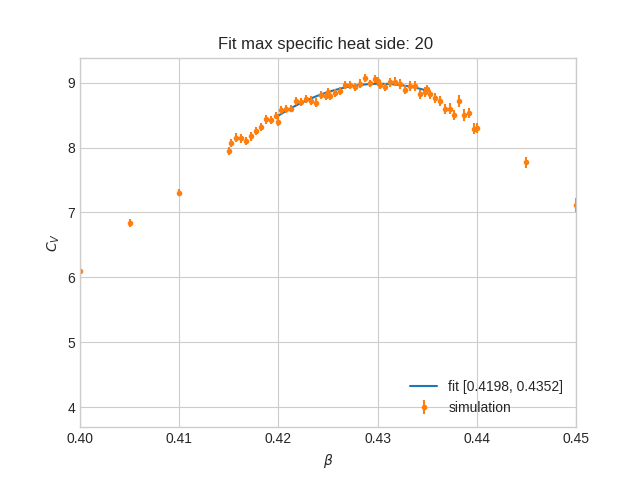 Fit max specific heat side: 20
9
8
7
6
5
4
C_V
0.40 0.41 0.42 0.43 0.44 0.45
β
fit [0.4198, 0.4352]
simulation